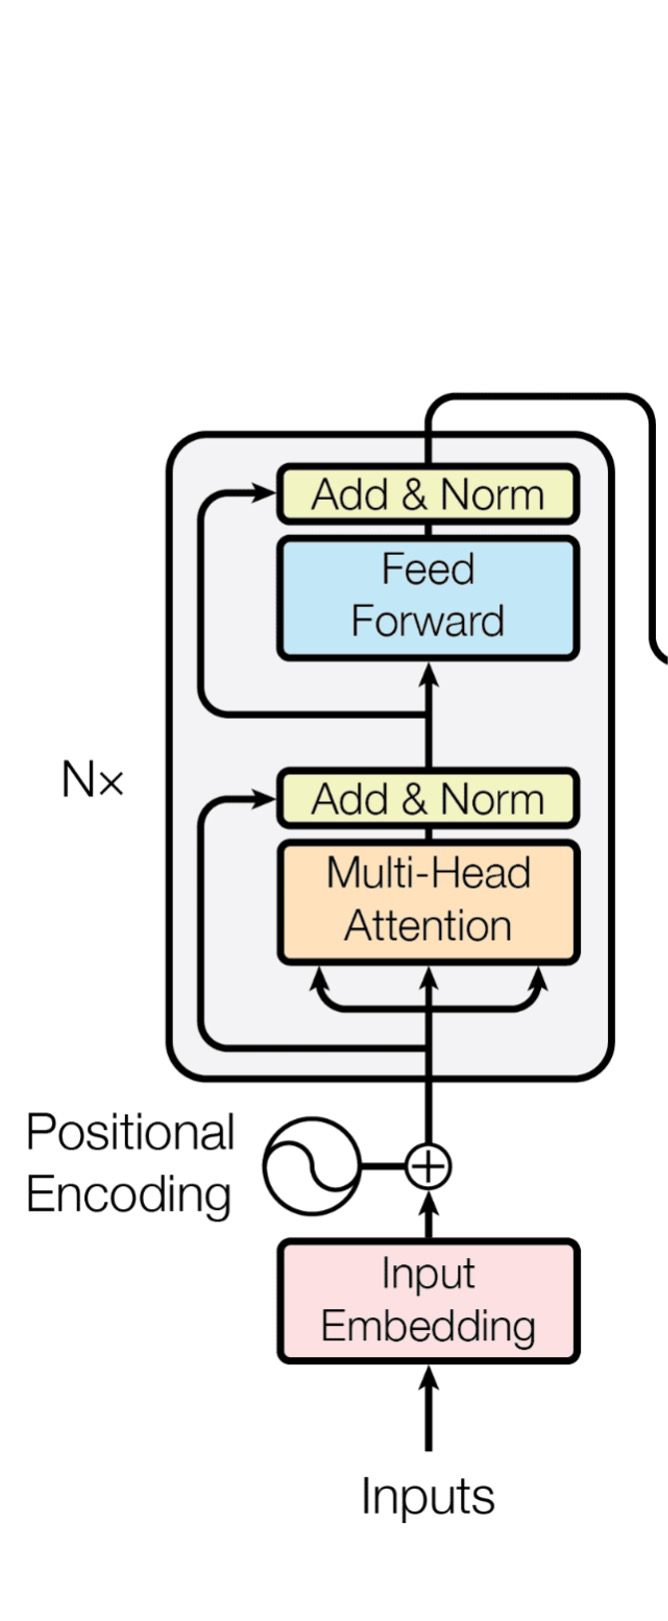 Add & Norm
Feed
Forward
Nx
Add & Norm
Multi-Head
Attention
Positional
Encoding
Input
Embedding
Inputs